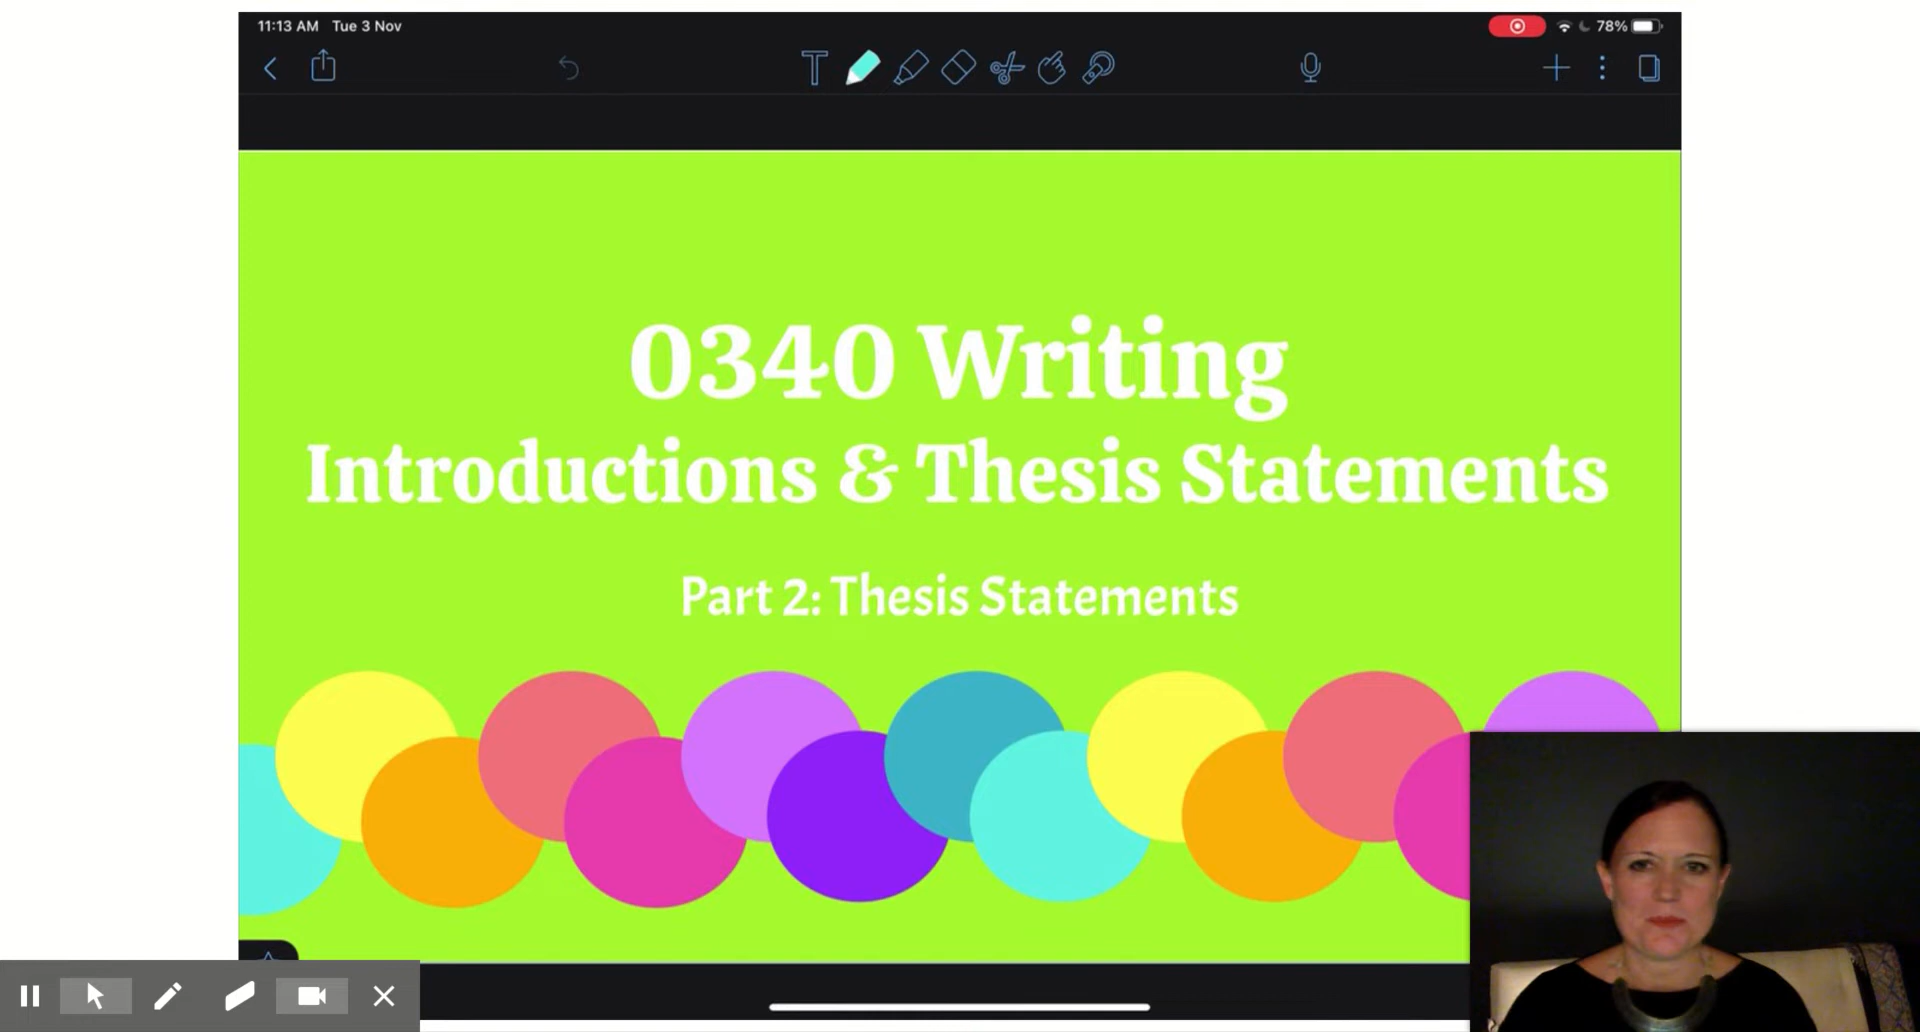 11:13 AM Tue 3 Nov
78%
0340 Writing
Introductions & Thesis Statements
Part 2: Thesis Statements